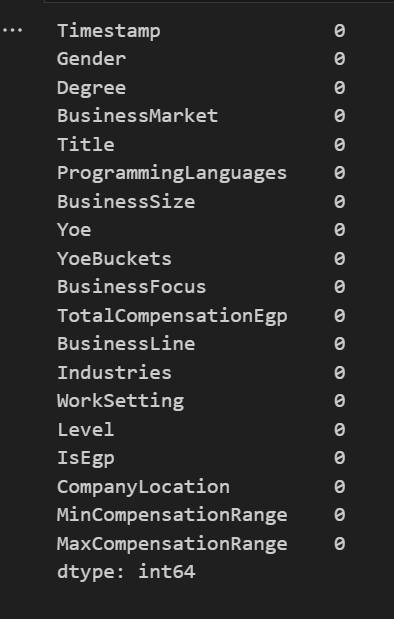 ... Timestamp 0
Gender 0
Degree 0
BusinessMarket 0
Title 0
ProgrammingLanguages 0
BusinessSize 0
Yoe 0
YoeBuckets 0
BusinessFocus 0
TotalCompensationEgp 0
BusinessLine 0
Industries 0
WorkSetting 0
Level 0
IsEgp 0
CompanyLocation 0
MinCompensationRange 0
MaxCompensationRange 0
dtype: int64